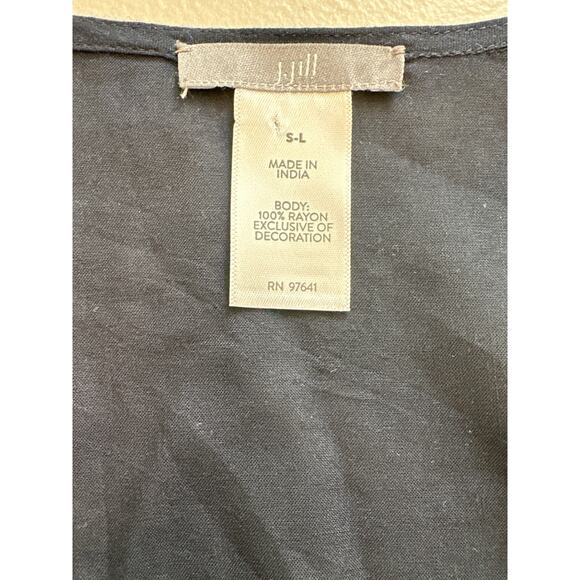 J.Jill
S-L
MADE IN
INDIA
BODY:
100% RAYON
EXCLUSIVE OF
DECORATION
RN 97641